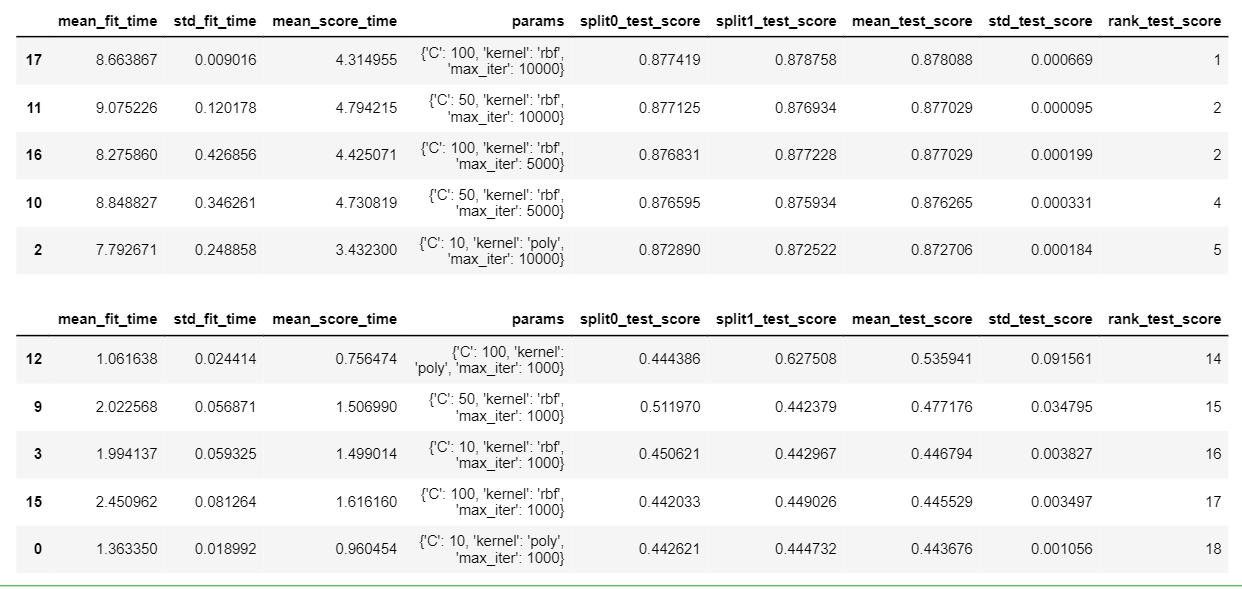 mean_fit_time std_fit_time mean_score_time params split0_test_score split1_test_score mean_test_score std_test_score rank_test_score
17 8.663867 0.009016 4.314955 {'C': 100, 'kernel': 'rbf', 'max_iter': 10000} 0.877419 0.878758 0.878088 0.000669 1
11 9.075226 0.120178 4.794215 {'C': 50, 'kernel': 'rbf', 'max_iter': 10000} 0.877125 0.876934 0.877029 0.000095 2
16 8.275860 0.426856 4.425071 {'C': 100, 'kernel': 'rbf', 'max_iter': 5000} 0.876831 0.877228 0.877029 0.000199 2
10 8.848827 0.346261 4.730819 {'C': 50, 'kernel': 'rbf', 'max_iter': 5000} 0.876595 0.875934 0.876265 0.000331 4
2 7.792671 0.248858 3.432300 {'C': 10, 'kernel': 'poly', 'max_iter': 10000} 0.872890 0.872522 0.872706 0.000184 5
mean_fit_time std_fit_time mean_score_time params split0_test_score split1_test_score mean_test_score std_test_score rank_test_score
12 1.061638 0.024414 0.756474 {'C': 100, 'kernel': 'poly', 'max_iter': 1000} 0.444386 0.627508 0.535941 0.091561 14
9 2.022568 0.056871 1.506990 {'C': 50, 'kernel': 'rbf', 'max_iter': 1000} 0.511970 0.442379 0.477176 0.034795 15
3 1.994137 0.059325 1.499014 {'C': 10, 'kernel': 'rbf', 'max_iter': 1000} 0.450621 0.442967 0.446794 0.003827 16
15 2.450962 0.081264 1.616160 {'C': 100, 'kernel': 'rbf', 'max_iter': 1000} 0.442033 0.449026 0.445529 0.003497 17
0 1.363350 0.018992 0.960454 {'C': 10, 'kernel': 'poly', 'max_iter': 1000} 0.442621 0.444732 0.443676 0.001056 18